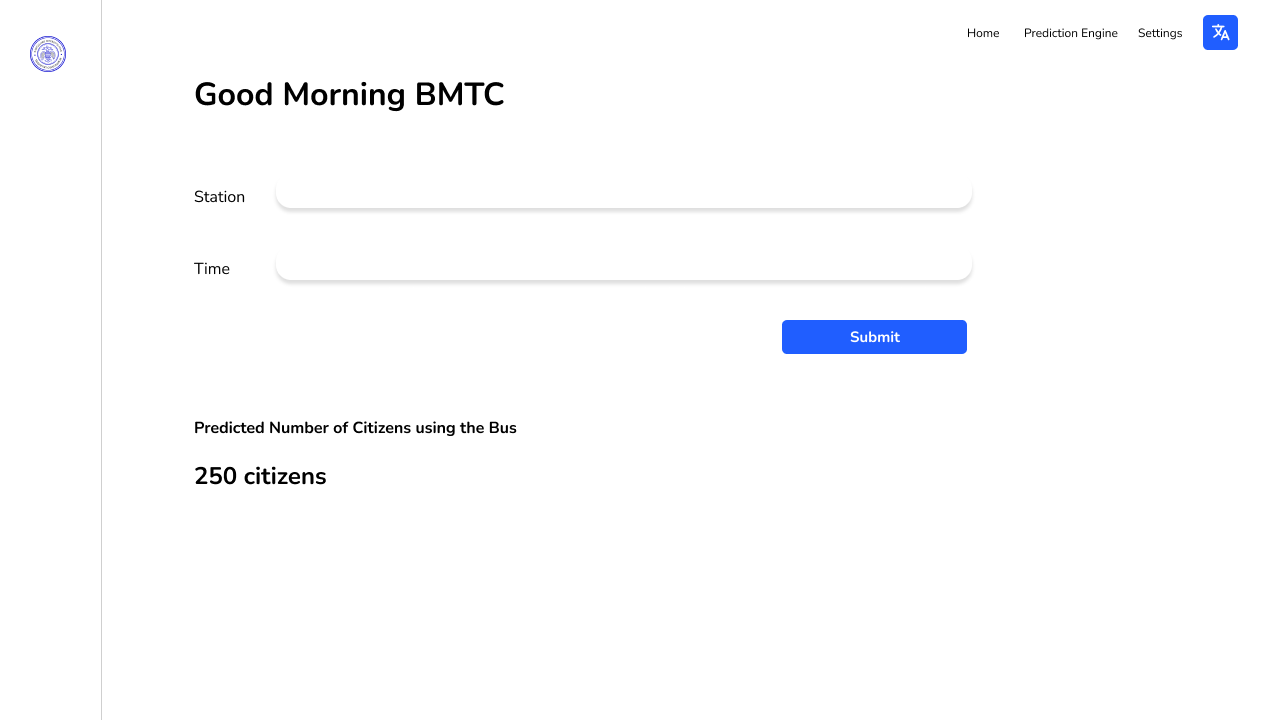 Home Prediction Engine Settings
Good Morning BMTC
Station
Time
Submit
Predicted Number of Citizens using the Bus
250 citizens